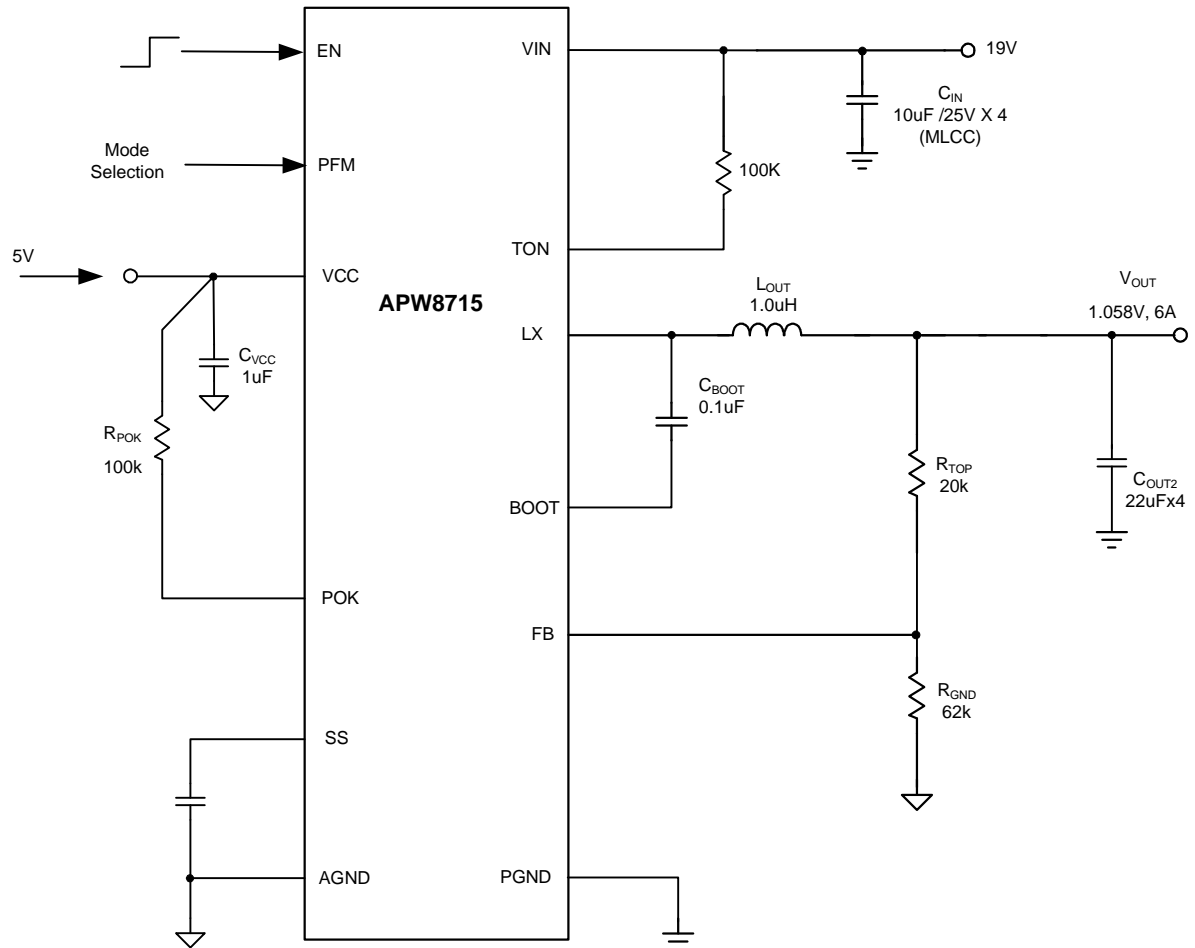 EN
VIN
19V
C_IN
10uF /25V X 4
(MLCC)
Mode
Selection
PFM
100K
TON
5V
VCC
APW8715
L_OUT
1.0uH
V_OUT
1.058V, 6A
LX
C_VCC
1uF
C_BOOT
0.1uF
R_POK
100k
R_TOP
20k
C_OUT2
22uFx4
BOOT
POK
FB
R_GND
62k
SS
AGND
PGND